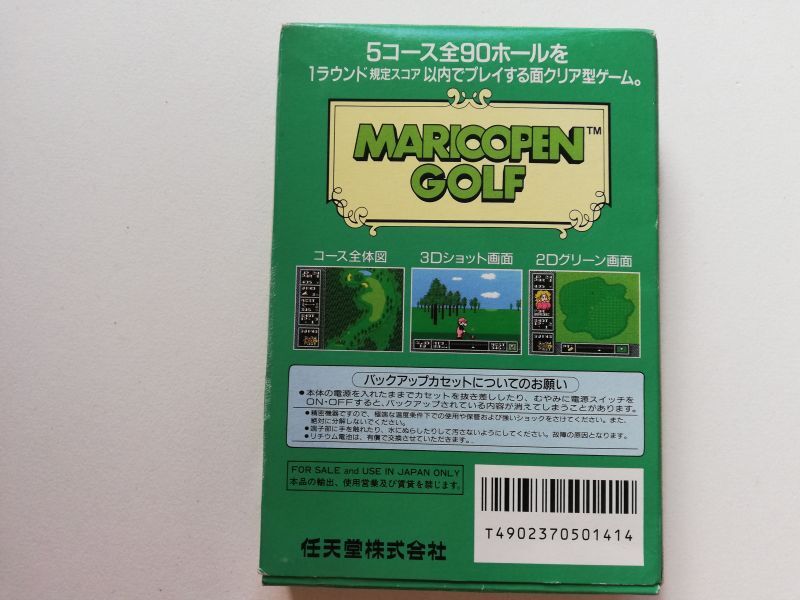 5コース全90ホールを
1ラウンド規定スコア以内でプレイする面クリア型ゲーム。
MARIOOPEN™
GOLF
コース全体図 3Dショット画面 2Dグリーン画面
バックアップカセットについてのお願い
●本体の電源を入れたままでカセットを抜き差ししたり、むやみに電源スイッチを
ON・OFFすると、バックアップされている内容が消えてしまうことがあります。
●精密機器ですので、極端な温度条件下での使用や保管および強いショックをさけてください。また、
絶対に分解しないでください。
●端子部に手を触れたり、水にぬらしたりして汚さないようにしてください。故障の原因となります。
●リチウム電池は、有償で交換させていただきます。
FOR SALE and USE IN JAPAN ONLY
本品の輸出、使用営業及び賃貸を禁じます。
T4902370501414
任天堂株式会社